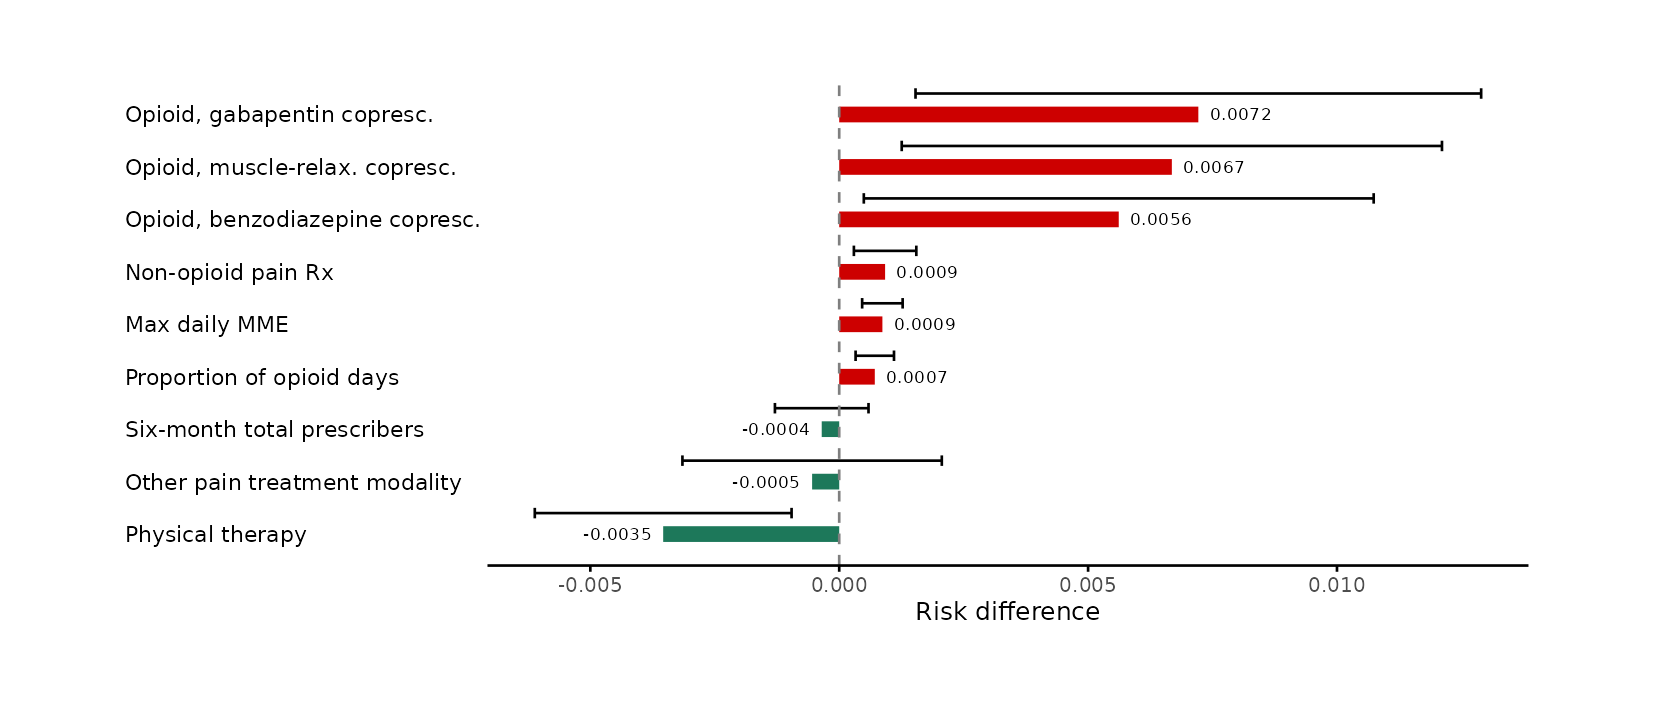 Opioid, gabapentin copresc.
0.0072
Opioid, muscle-relax. copresc.
0.0067
Opioid, benzodiazepine copresc.
0.0056
Non-opioid pain Rx
0.0009
Max daily MME
0.0009
Proportion of opioid days
0.0007
Six-month total prescribers
-0.0004
Other pain treatment modality
-0.0005
Physical therapy
-0.0035
-0.005 0.000 0.005 0.010
Risk difference